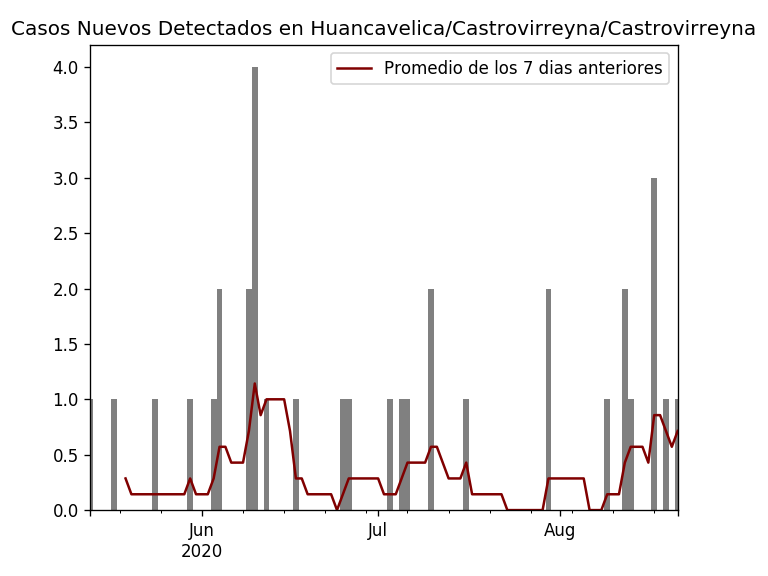 Casos Nuevos Detectados en Huancavelica/Castrovirreyna/Castrovirreyna
Promedio de los 7 dias anteriores
4.0
3.5
3.0
2.5
2.0
1.5
1.0
0.5
0.0
Jun
2020
Jul
Aug